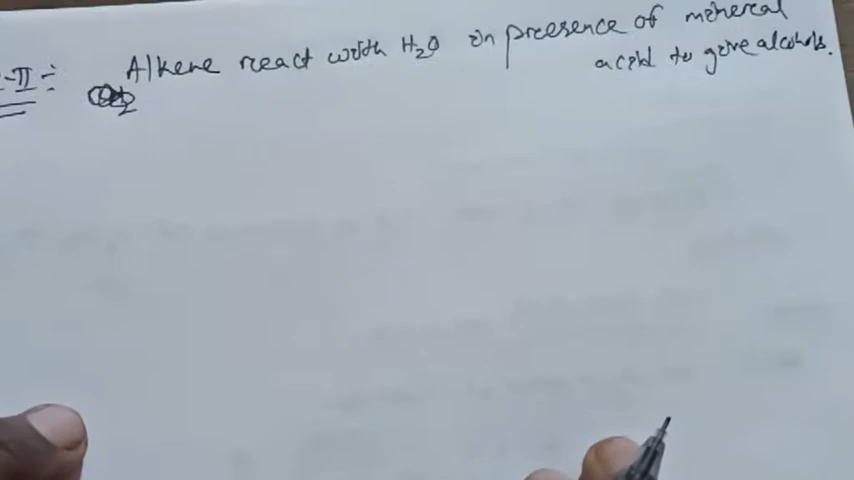 -II÷ Alkene react with H₂O in presence of mineral
acid to give alcohols.